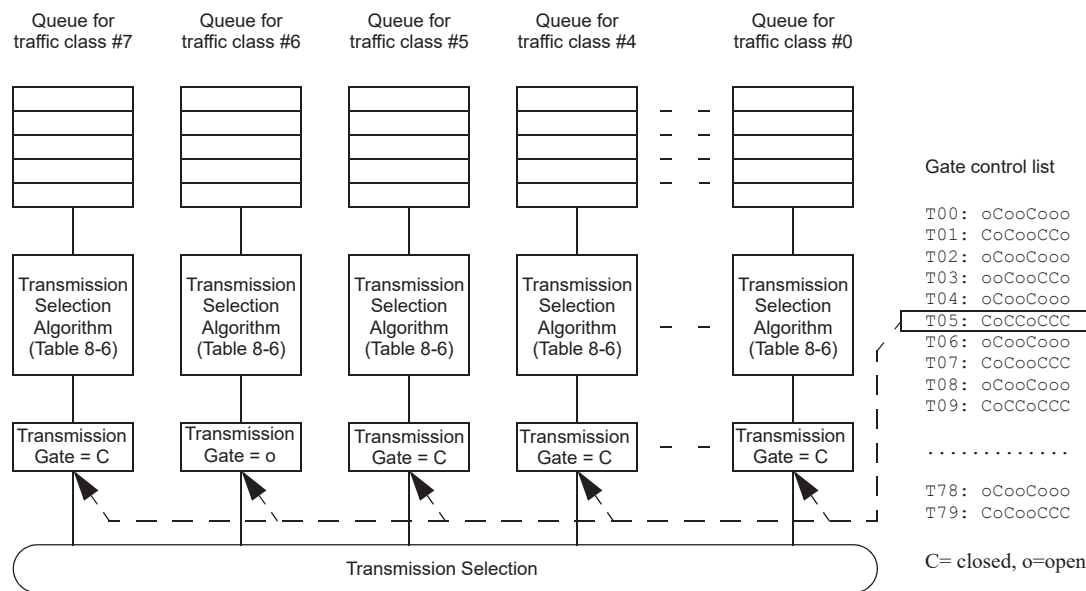 Queue for
traffic class #7
Queue for
traffic class #6
Queue for
traffic class #5
Queue for
traffic class #4
Queue for
traffic class #0
Transmission
Selection
Algorithm
(Table 8-6)
Transmission
Selection
Algorithm
(Table 8-6)
Transmission
Selection
Algorithm
(Table 8-6)
Transmission
Selection
Algorithm
(Table 8-6)
Transmission
Selection
Algorithm
(Table 8-6)
Transmission
Gate = C
Transmission
Gate = o
Transmission
Gate = C
Transmission
Gate = C
Transmission
Gate = C
Transmission Selection
Gate control list
T00: oCooCooo
T01: CoCooCCo
T02: oCooCooo
T03: ooCooCCo
T04: oCooCooo
T05: CoCCoCCC
T06: oCooCooo
T07: CoCooCCC
T08: oCooCooo
T09: CoCCoCCC
. . . . . . . . . . . . .
T78: oCooCooo
T79: CoCooCCC
C= closed, o=open